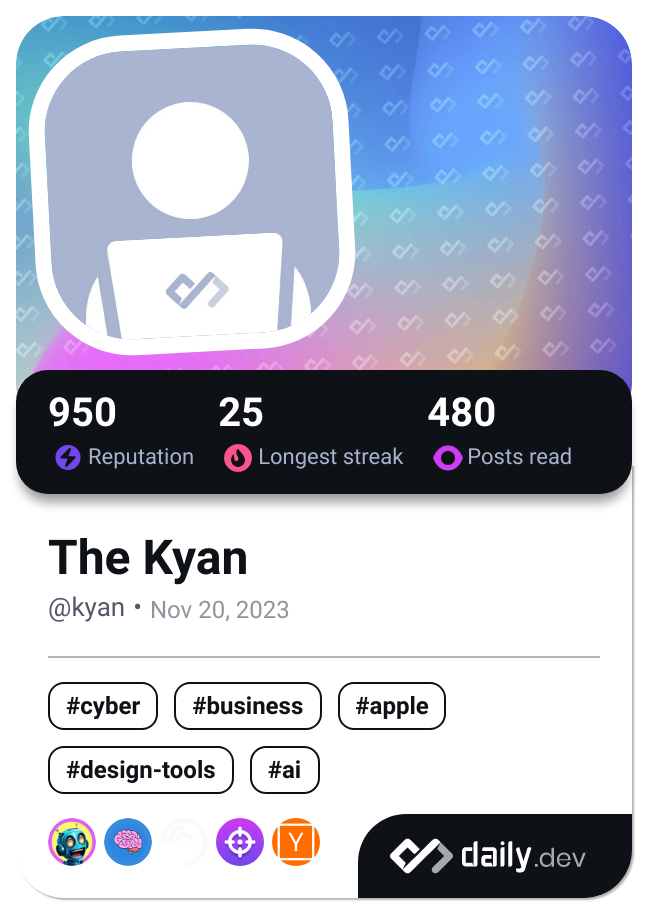 950 25 480
Reputation Longest streak Posts read
The Kyan
@kyan • Nov 20, 2023
#cyber #business #apple
#design-tools #ai
Y
daily.dev